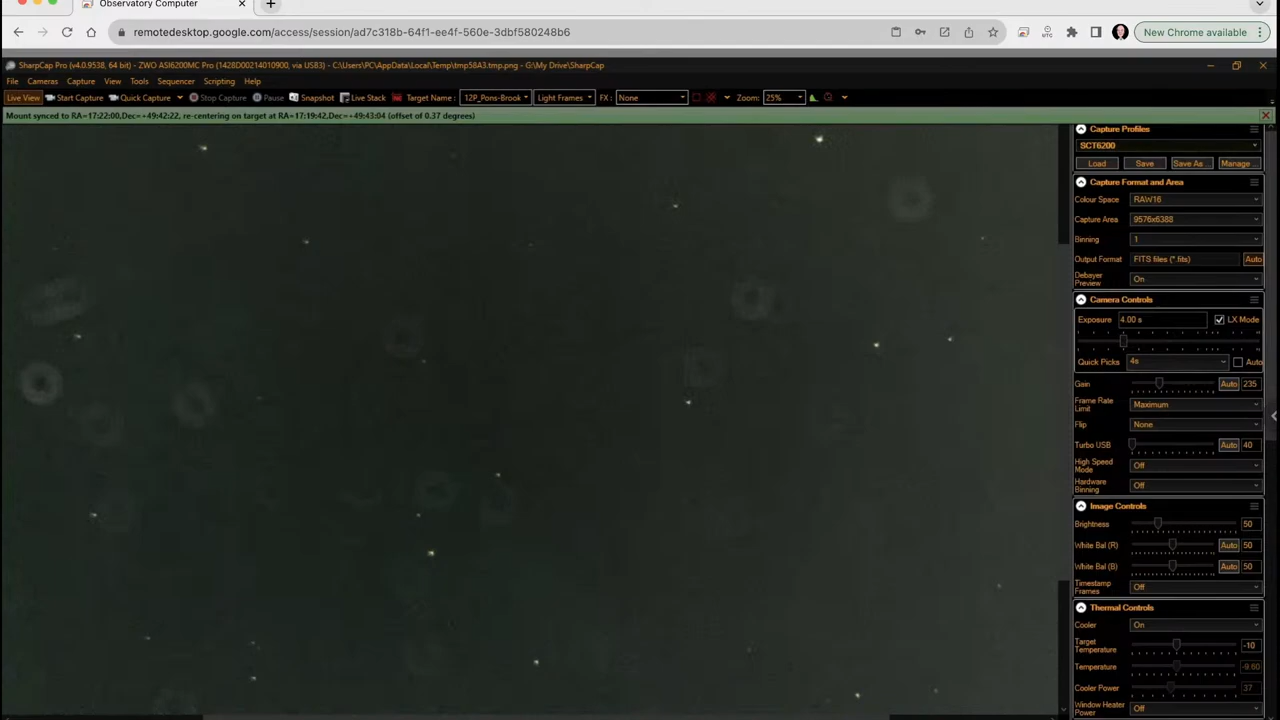 Observatory Computer
remotedesktop.google.com/access/session/ad7c318b-64f1-ee4f-560e-3dbf580248b6
New Chrome available
SharpCap Pro (v4.0.9538, 64 bit) - ZWO ASI6200MC Pro (1428D00214010900, via USB3) - C:\Users\PC\AppData\Local\Temp\tmp58A3.tmp.png - G:\My Drive\SharpCap
File Cameras Capture View Tools Sequencer Scripting Help
Live View Start Capture Quick Capture Stop Capture Pause Snapshot Live Stack Target Name : 12P_Pons-Brook Light Frames FX : None Zoom: 25%
Mount synced to RA=17:22:00,Dec=+49:42:22, re-centering on target at RA=17:19:42,Dec=+49:43:04 (offset of 0.37 degrees)
Capture Profiles
SCT6200
Load Save Save As ... Manage ...
Capture Format and Area
Colour Space RAW16
Capture Area 9576x6388
Binning 1
Output Format FITS files (*.fits) Auto
Debayer Preview On
Camera Controls
Exposure 4.00 s LX Mode
Quick Picks 4s Auto
Gain Auto 235
Frame Rate Limit Maximum
Flip None
Turbo USB Auto 40
High Speed Mode Off
Hardware Binning Off
Image Controls
Brightness 50
White Bal (R) Auto 50
White Bal (B) Auto 50
Timestamp Frames Off
Thermal Controls
Cooler On
Target Temperature -10
Temperature -9.60
Cooler Power 37
Window Heater Power Off